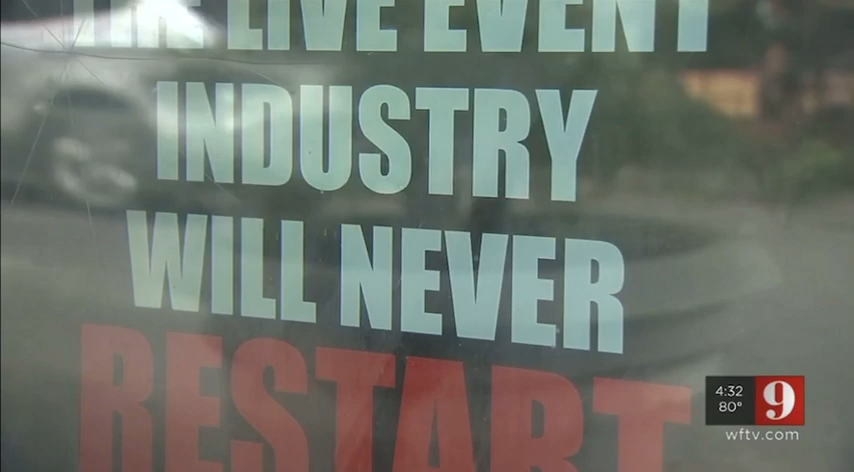 THE LIVE EVENT
INDUSTRY
WILL NEVER
RESTART
4:32
80°
9
wftv.com